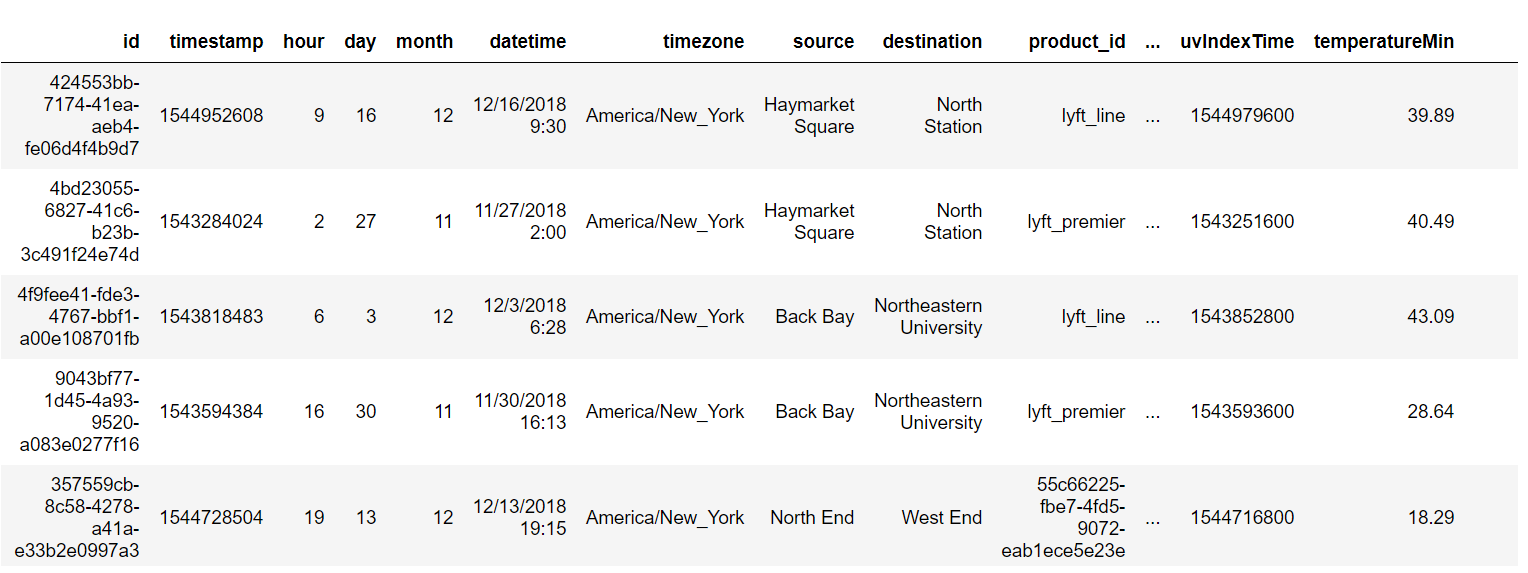 id timestamp hour day month datetime timezone source destination product_id ... uvIndexTime temperatureMin
424553bb-
7174-41ea-
aeb4-
fe06d4f4b9d7
1544952608 9 16 12
12/16/2018
9:30
America/New_York
Haymarket
Square
North
Station
lyft_line ... 1544979600 39.89
4bd23055-
6827-41c6-
b23b-
3c491f24e74d
1543284024 2 27 11
11/27/2018
2:00
America/New_York
Haymarket
Square
North
Station
lyft_premier ... 1543251600 40.49
4f9fee41-fde3-
4767-bbf1-
a00e108701fb
1543818483 6 3 12
12/3/2018
6:28
America/New_York Back Bay
Northeastern
University
lyft_line ... 1543852800 43.09
9043bf77-
1d45-4a93-
9520-
a083e0277f16
1543594384 16 30 11
11/30/2018
16:13
America/New_York Back Bay
Northeastern
University
lyft_premier ... 1543593600 28.64
357559cb-
8c58-4278-
a41a-
e33b2e0997a3
1544728504 19 13 12
12/13/2018
19:15
America/New_York North End West End
55c66225-
fbe7-4fd5-
9072-
eab1ece5e23e
... 1544716800 18.29